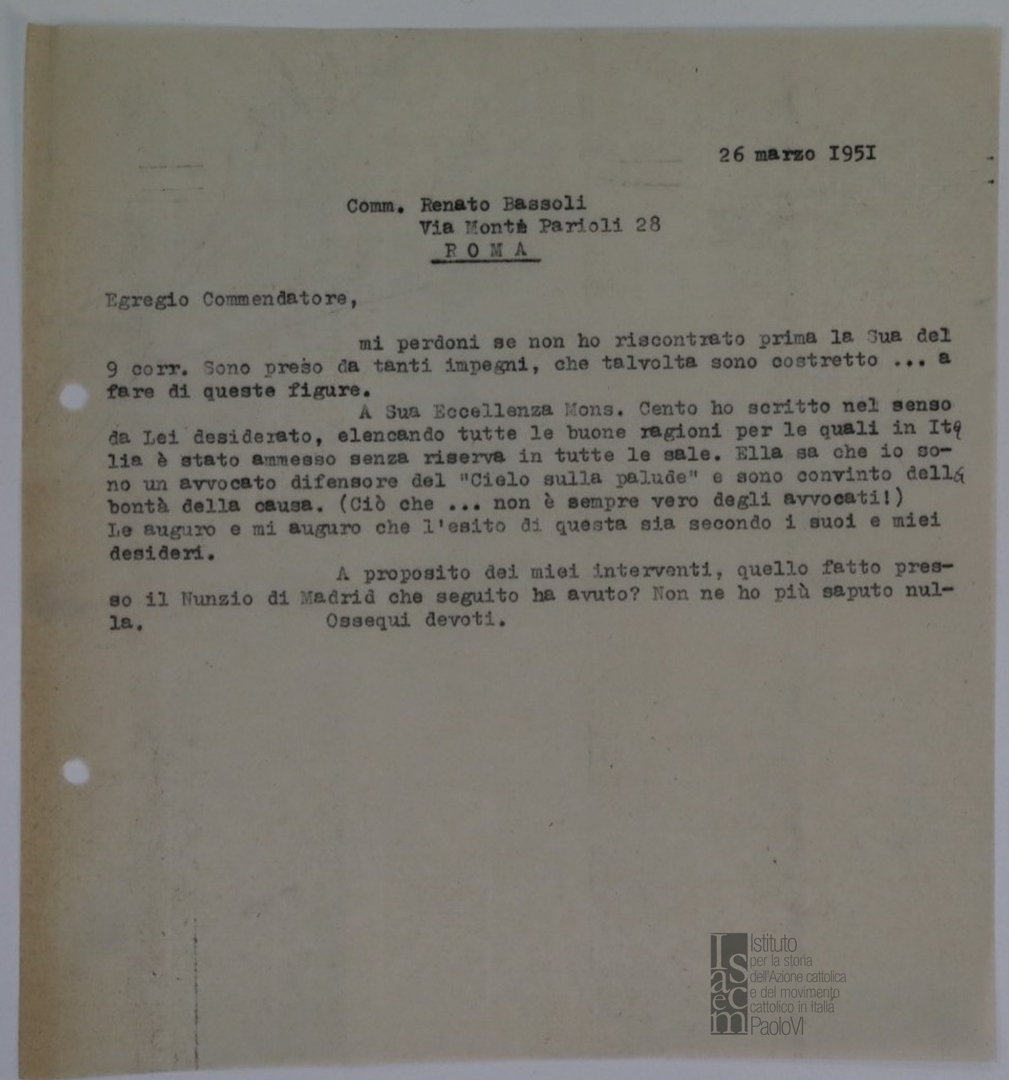 26 marzo I95I
Comm. Renato Bassoli
Via Monte Parioli 28
R O M A
Egregio Commendatore,
mi perdoni se non ho riscontrato prima la Sua del
9 corr. Sono preso da tanti impegni, che talvolta sono costretto ... a
fare di queste figure.
A Sua Eccellenza Mons. Cento ho scritto nel senso
da Lei desiderato, elencando tutte le buone ragioni per le quali in Ita
lia è stato ammesso senza riserva in tutte le sale. Ella sa che io so-
no un avvocato difensore del "Cielo sulla palude" e sono convinto della
bontà della causa. (Ciò che ... non è sempre vero degli avvocati!)
Le auguro e mi auguro che l'esito di questa sia secondo i suoi e miei
desideri.
A proposito dei miei interventi, quello fatto pres-
so il Nunzio di Madrid che seguito ha avuto? Non ne ho più saputo nul-
la. Ossequi devoti.
Isacem
Istituto
per la storia
dell'Azione cattolica
e del movimento
cattolico in Italia
PaoloVI